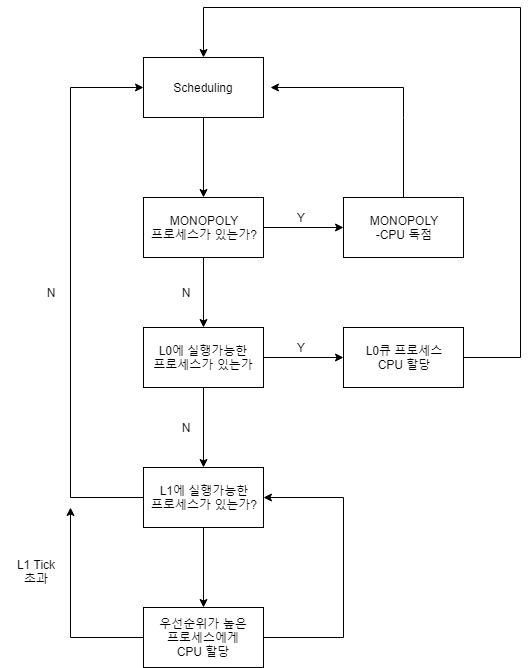 Scheduling
MONOPOLY
프로세스가 있는가?
Y
MONOPOLY
-CPU 독점
N
N
L0에 실행가능한
프로세스가 있는가
Y
L0큐 프로세스
CPU 할당
N
L1에 실행가능한
프로세스가 있는가?
L1 Tick
초과
우선순위가 높은
프로세스에게
CPU 할당